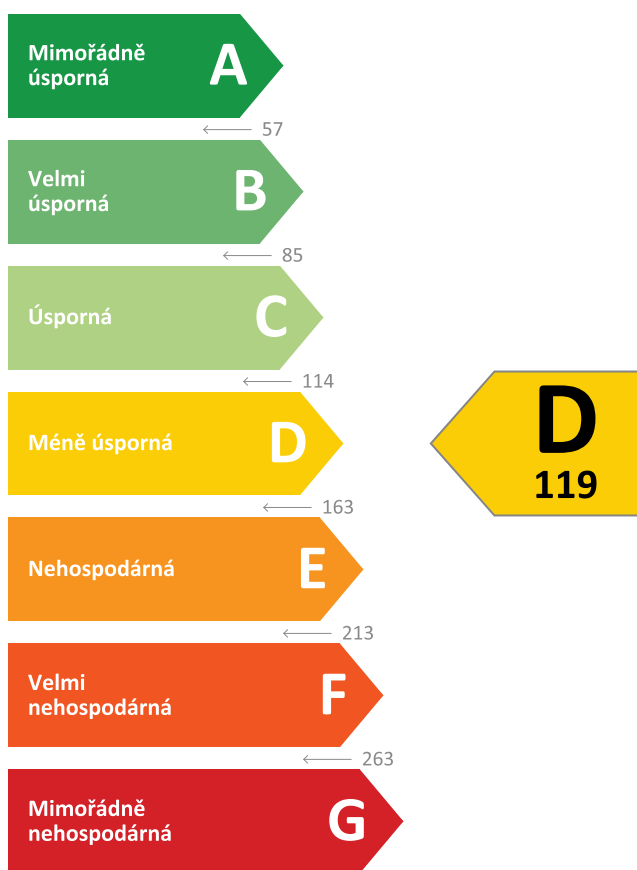 Mimořádně
úsporná
A
57
Velmi
úsporná
B
85
Úsporná
C
114
Méně úsporná
D
D
119
163
Nehospodárná
E
213
Velmi
nehospodárná
F
263
Mimořádně
nehospodárná
G